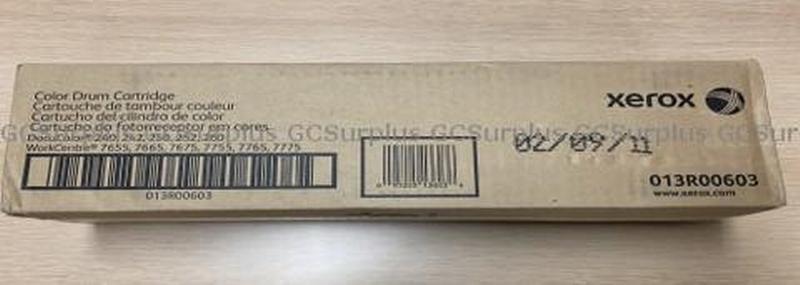 Color Drum Cartridge
Cartouche de tambour couleur
Cartucho del cilindro de color
Cartucho do fotorreceptor em cores
DocuColor® 240, 242, 250, 252, 260
WorkCentre® 7655, 7665, 7675, 7755, 7765, 7775
013R00603
xerox
02/09/11
013R00603
www.xerox.com
GCSurplus GCSurplus GCSurplus GCSurplus